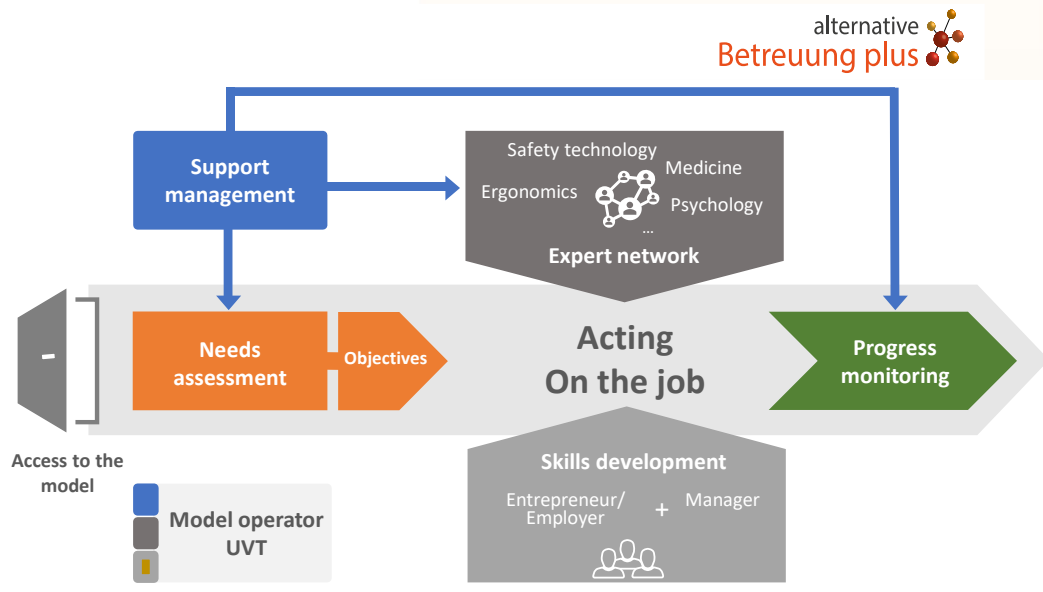 alternative
Betreuung plus
Support
management
Safety technology
Medicine
Ergonomics
Psychology
...
Expert network
Needs
assessment
Objectives
Acting
On the job
Progress
monitoring
Access to the
model
Skills development
Entrepreneur/
Employer
+
Manager
Model operator
UVT